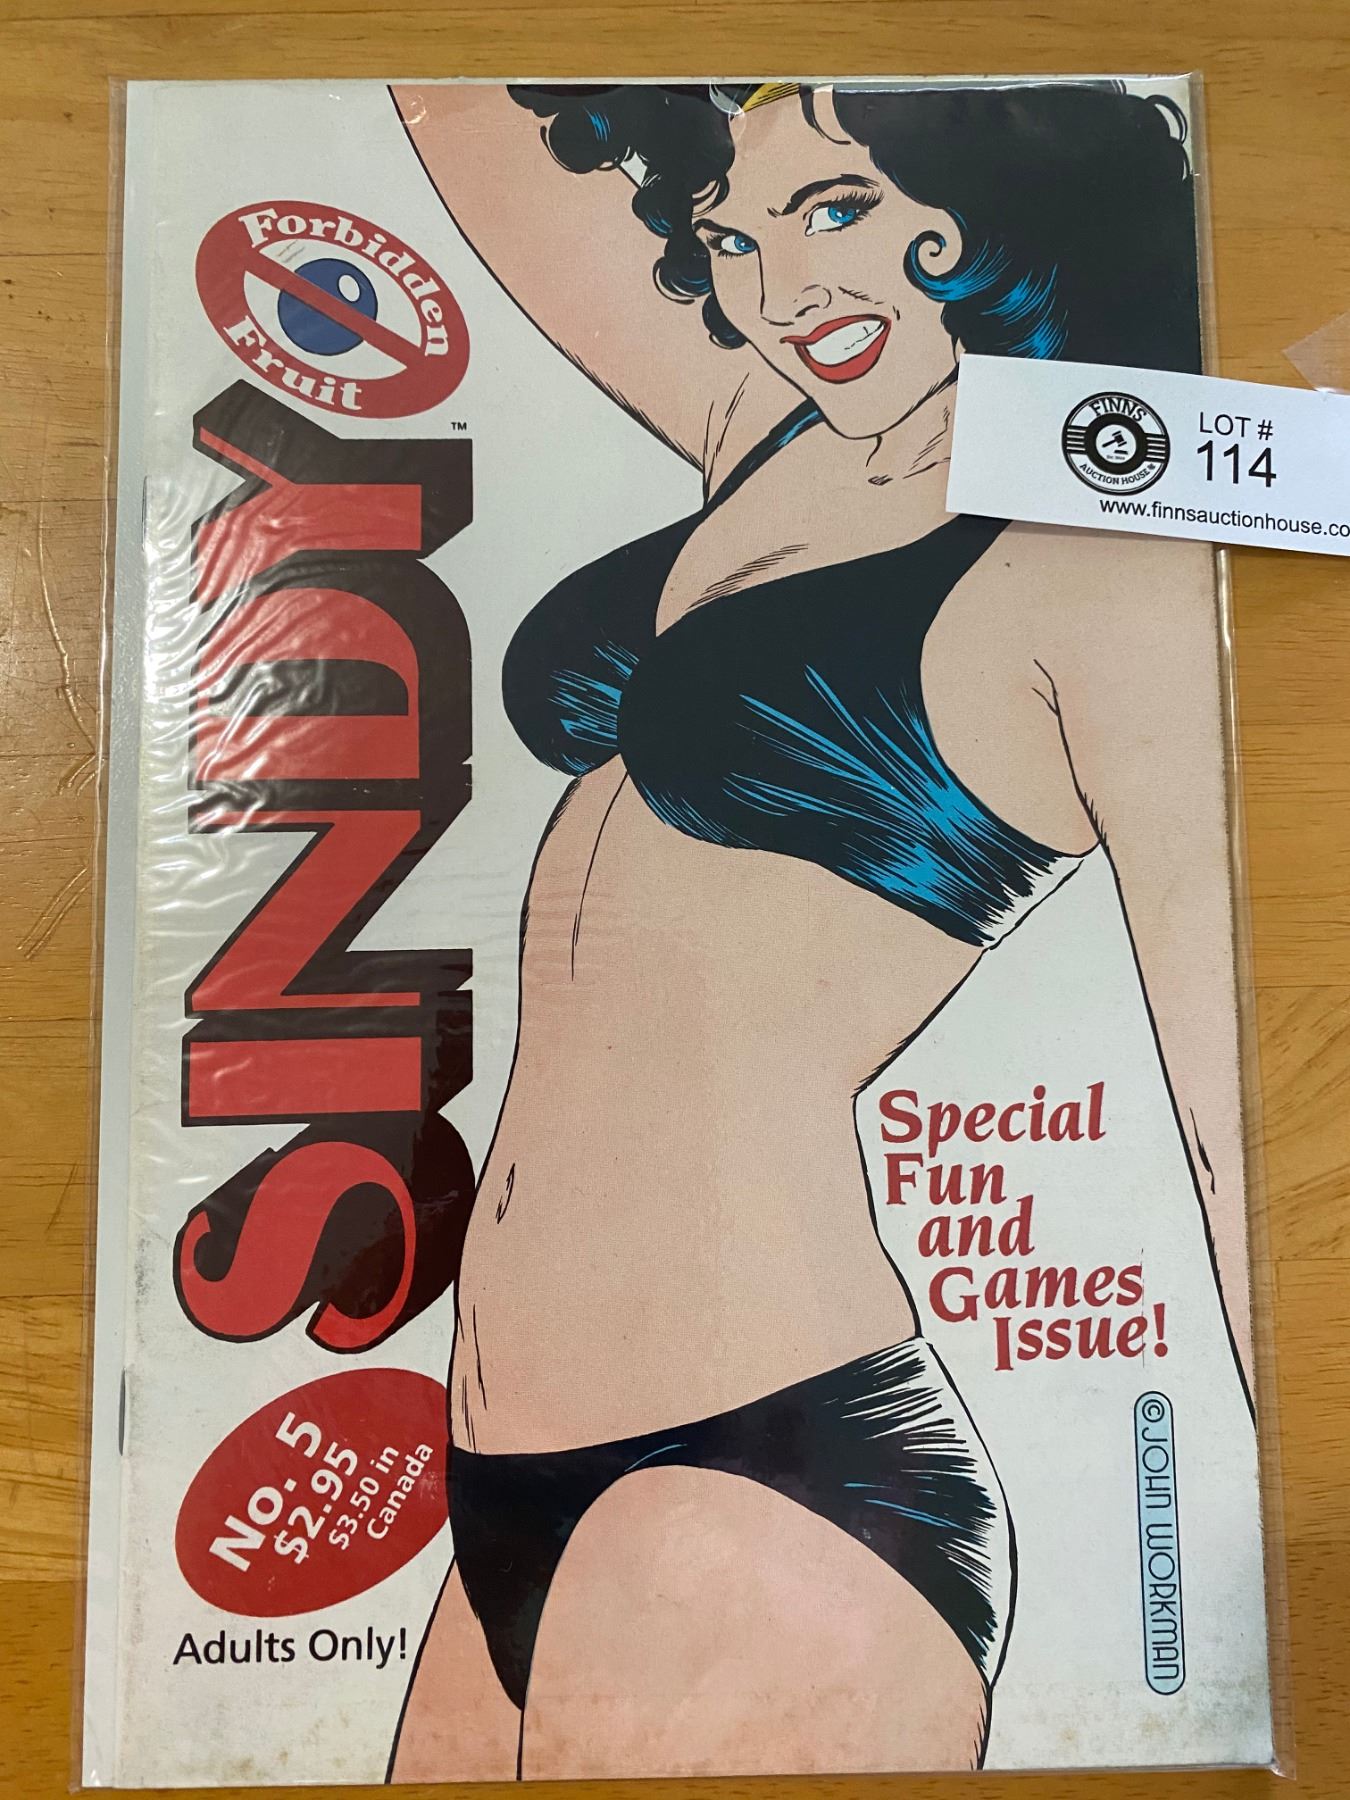 Forbidden
Fruit
SINDY™
No. 5
$2.95
$3.50 in
Canada
Adults Only!
FINNS
AUCTION HOUSE
LOT #
114
www.finnsauctionhouse.co
Special
Fun
and
Games
Issue!
© JOHN WORKMAN